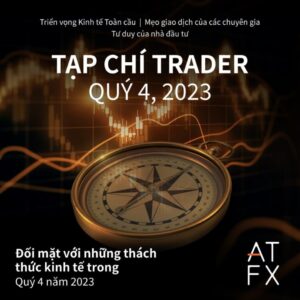 Triển vọng Kinh tế Toàn cầu | Mẹo giao dịch của các chuyên gia
Tư duy của nhà đầu tư
TẠP CHÍ TRADER
QUÝ 4, 2023
Đối mặt với những thách
thức kinh tế trong
Quý 4 năm 2023
AT
FX